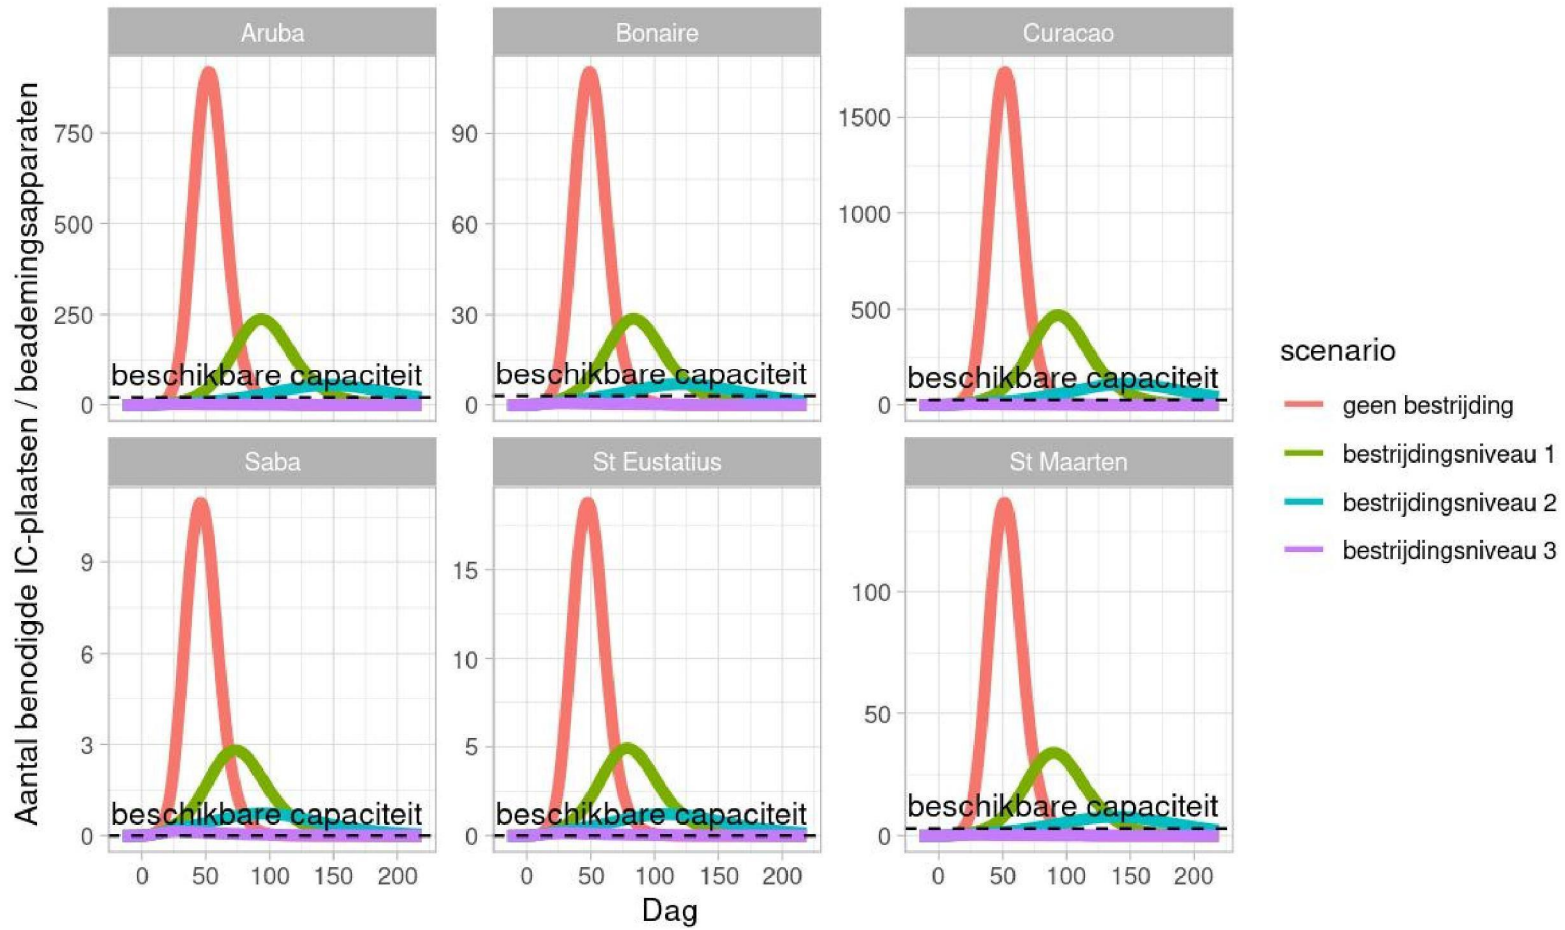 Aantal benodigde IC-plaatsen / beademingsapparaten
Aruba
750
500
250
0
beschikbare capaciteit
Bonaire
90
60
30
0
beschikbare capaciteit
Curacao
1500
1000
500
0
beschikbare capaciteit
Saba
9
6
3
0
beschikbare capaciteit
0 50 100 150 200
St Eustatius
15
10
5
0
beschikbare capaciteit
0 50 100 150 200
St Maarten
100
50
0
beschikbare capaciteit
0 50 100 150 200
Dag
scenario
geen bestrijding
bestrijdingsniveau 1
bestrijdingsniveau 2
bestrijdingsniveau 3